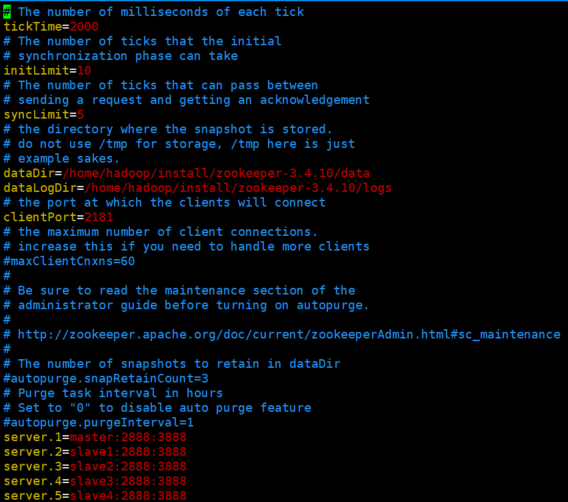 # The number of milliseconds of each tick
tickTime=2000
# The number of ticks that the initial
# synchronization phase can take
initLimit=10
# The number of ticks that can pass between
# sending a request and getting an acknowledgement
syncLimit=5
# the directory where the snapshot is stored.
# do not use /tmp for storage, /tmp here is just
# example sakes.
dataDir=/home/hadoop/install/zookeeper-3.4.10/data
dataLogDir=/home/hadoop/install/zookeeper-3.4.10/logs
# the port at which the clients will connect
clientPort=2181
# the maximum number of client connections.
# increase this if you need to handle more clients
#maxClientCnxns=60
#
# Be sure to read the maintenance section of the
# administrator guide before turning on autopurge.
#
# http://zookeeper.apache.org/doc/current/zookeeperAdmin.html#sc_maintenance
#
# The number of snapshots to retain in dataDir
#autopurge.snapRetainCount=3
# Purge task interval in hours
# Set to "0" to disable auto purge feature
#autopurge.purgeInterval=1
server.1=master:2888:3888
server.2=slave1:2888:3888
server.3=slave2:2888:3888
server.4=slave3:2888:3888
server.5=slave4:2888:3888